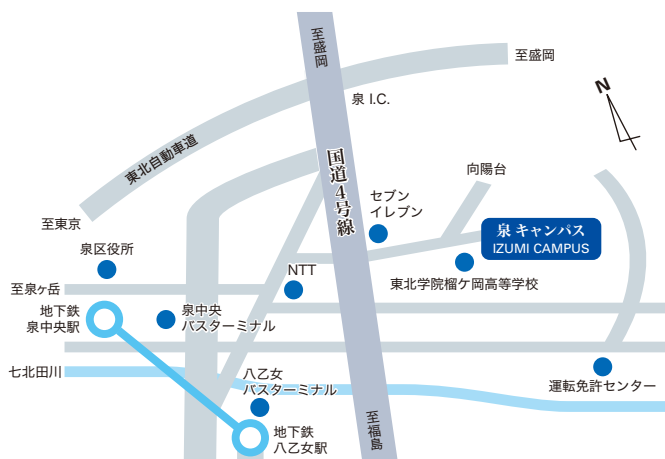 至盛岡
至盛岡
泉 I.C.
N
東北自動車道
国道4号線
向陽台
セブン
イレブン
至東京
泉 キャンパス
IZUMI CAMPUS
泉区役所
NTT
東北学院榴ケ岡高等学校
至泉ヶ岳
地下鉄
泉中央駅
泉中央
バスターミナル
七北田川
八乙女
バスターミナル
運転免許センター
至福島
地下鉄
八乙女駅